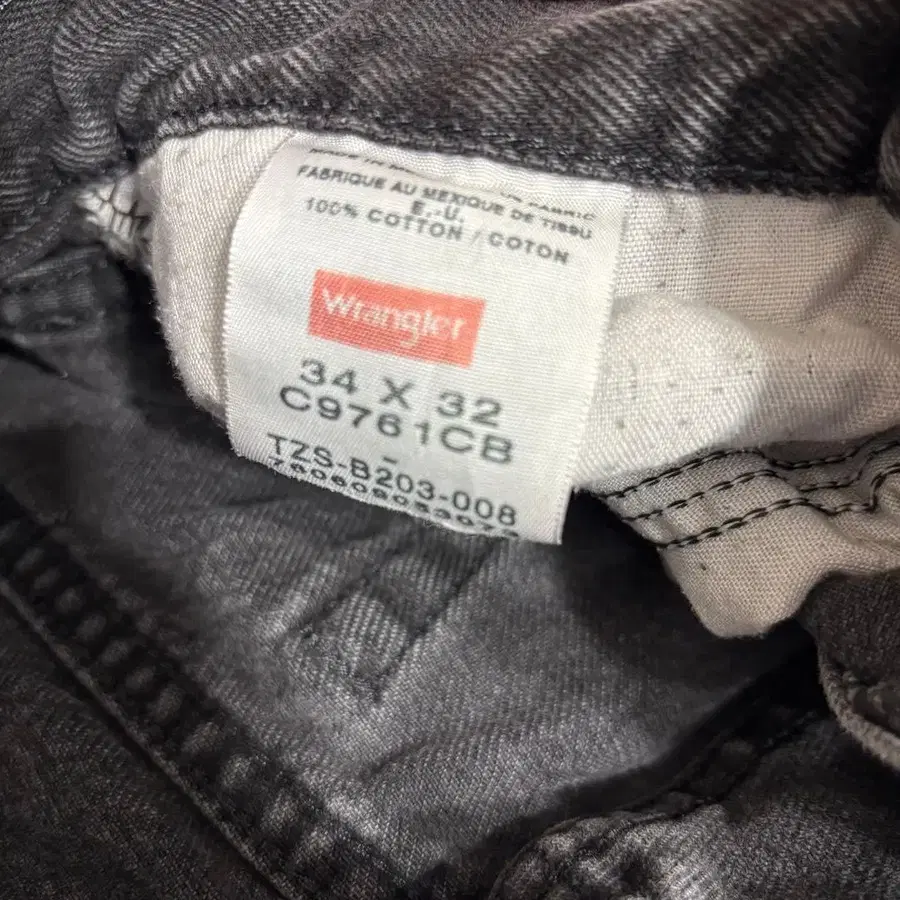 FABRIQUE AU MEXIQUE DE TISSU
E.-U.
100% COTTON / COTON
Wrangler
34 X 32
C9761CB
-
TZS-B203-008